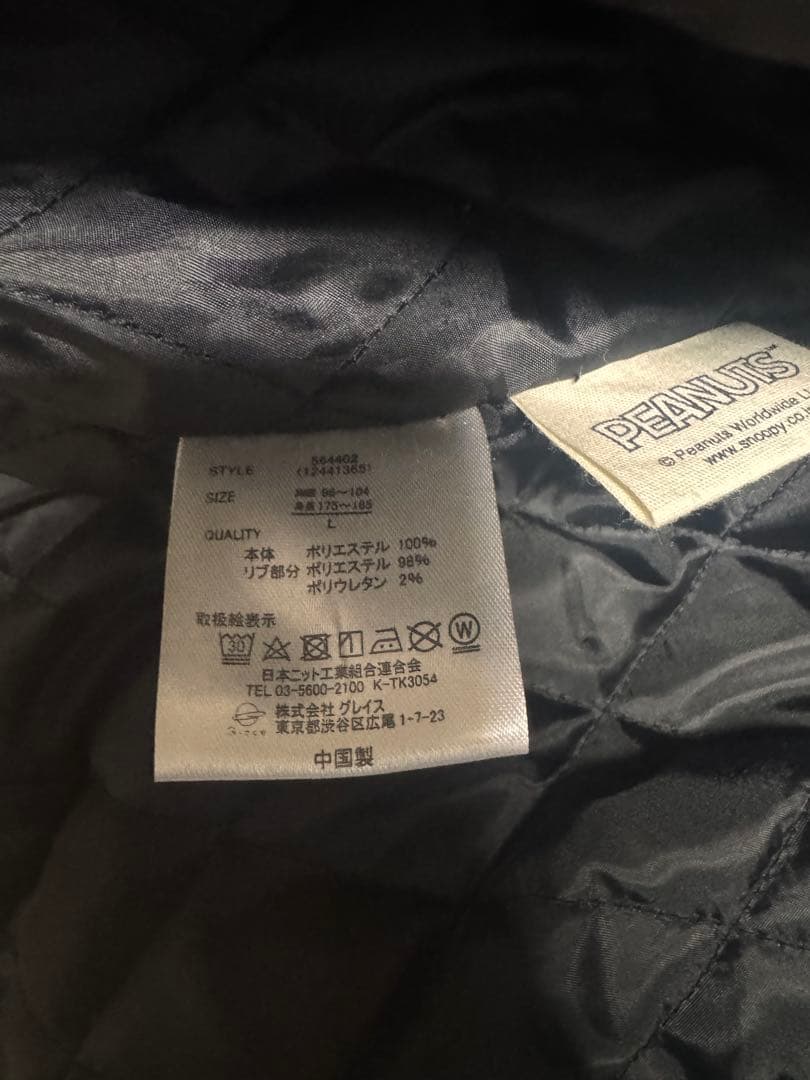 STYLE 564402
(12441365)
SIZE 胸囲 96～104
身長 175～185
L
QUALITY
本体 ポリエステル 100%
リブ部分 ポリエステル 98%
ポリウレタン 2%
取扱絵表示
30
W
日本ニット工業組合連合会
TEL 03-5600-2100 K-TK3054
株式会社 グレイス
東京都渋谷区広尾 1-7-23
中国製
PEANUTS™
© Peanuts Worldwide
www.snoopy.co